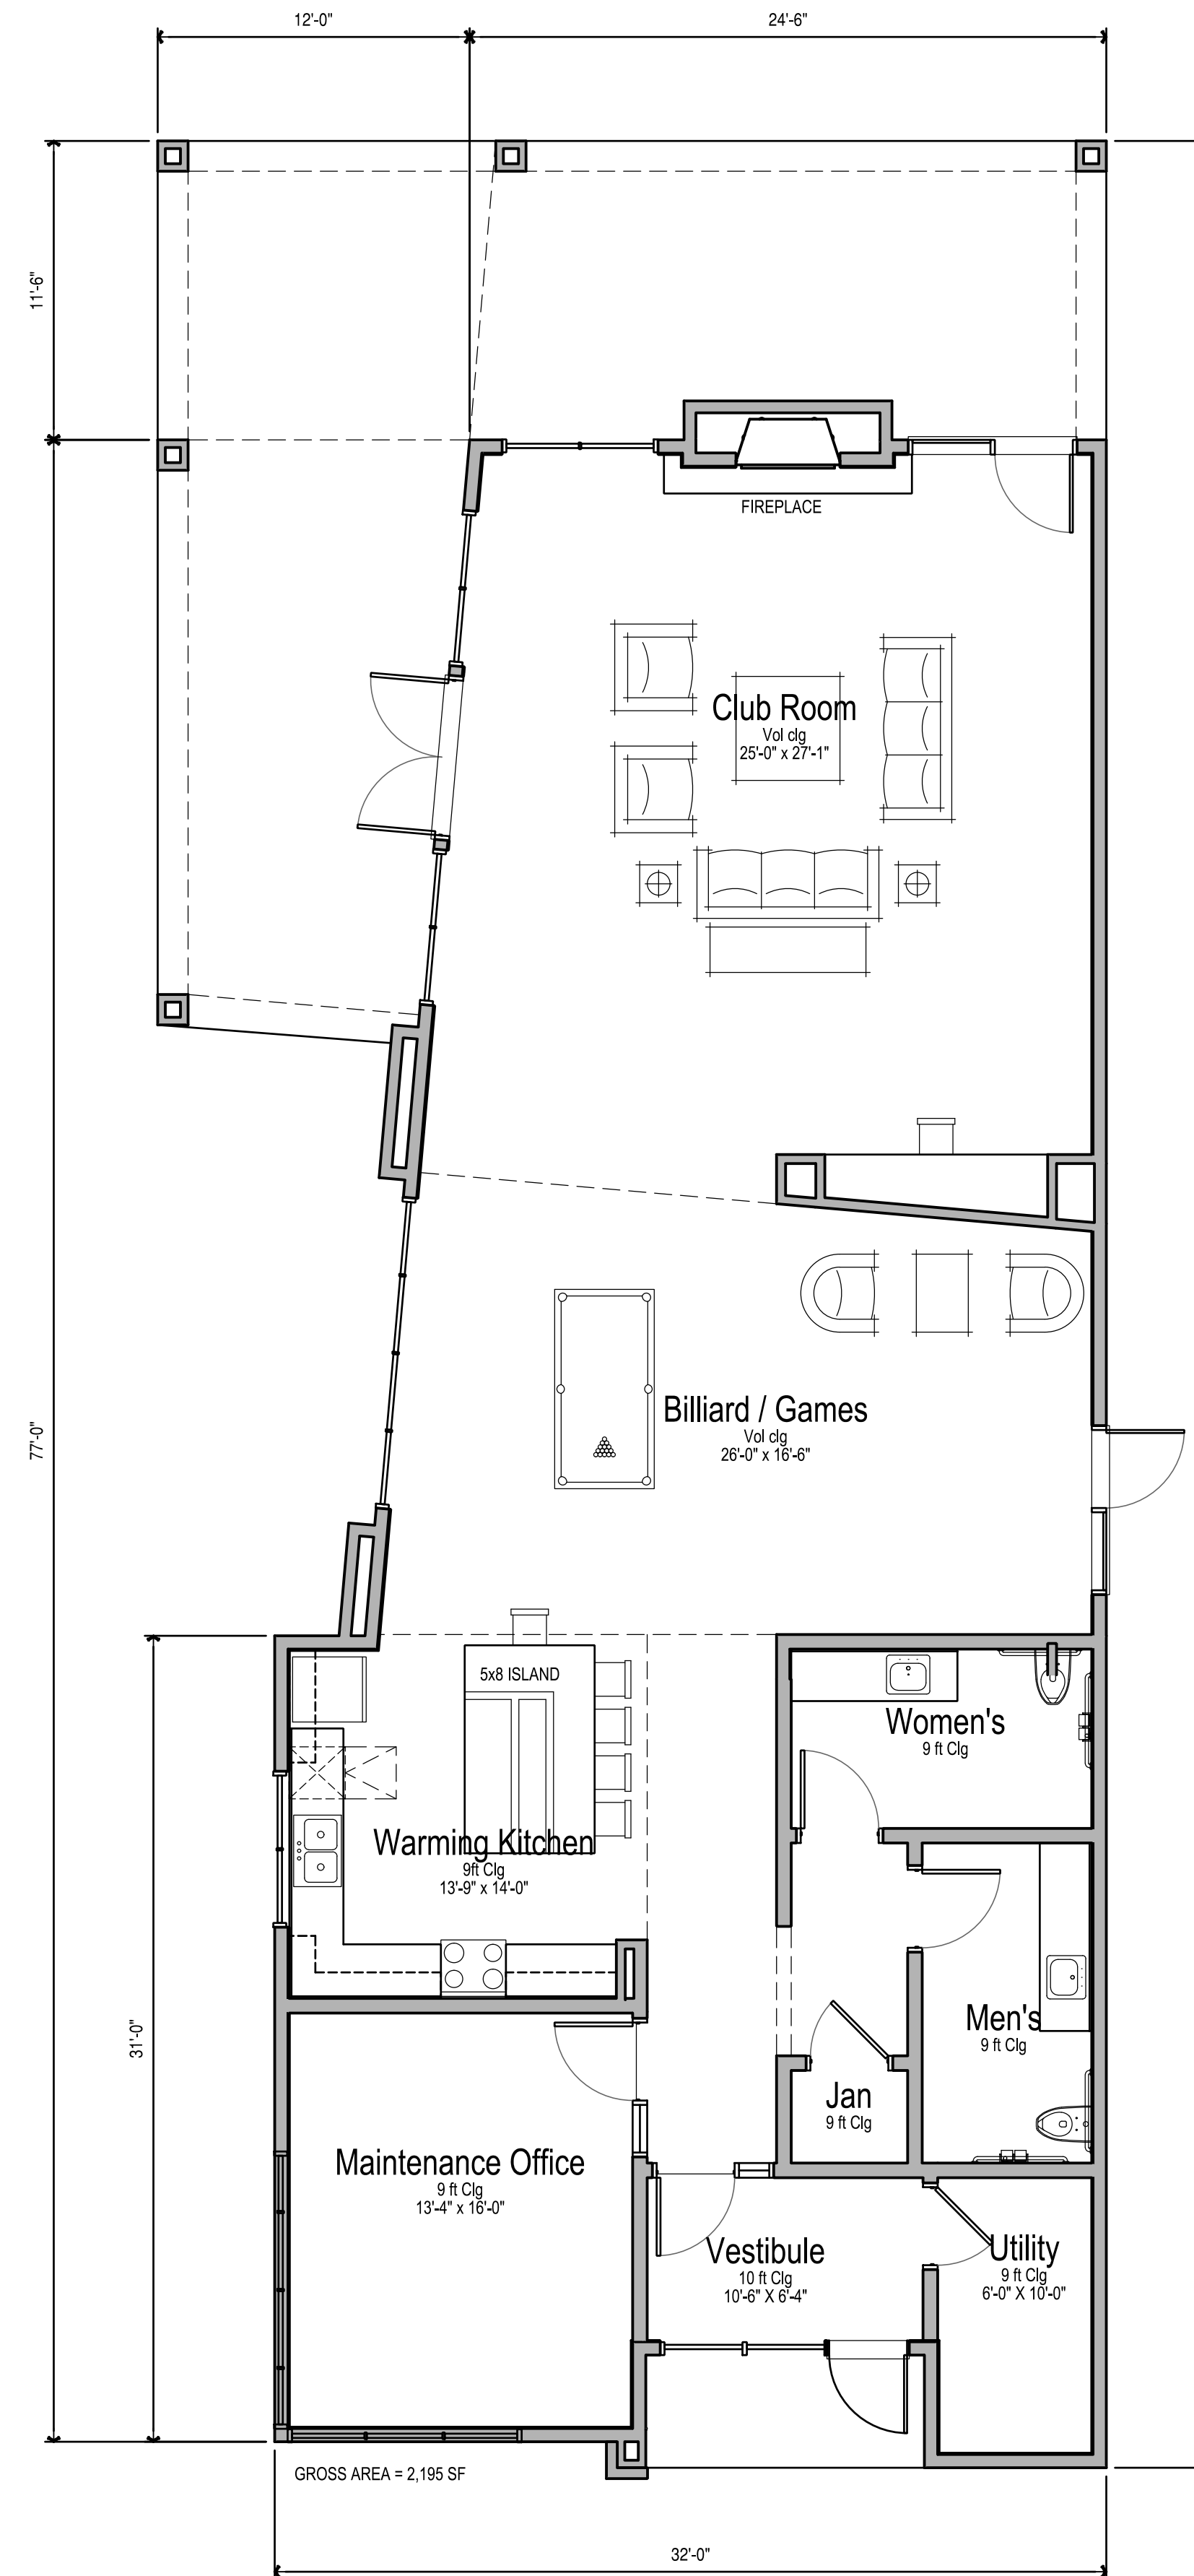 12'-0"
24'-6"
11'-6"
FIREPLACE
Club Room
Vol clg
25'-0" x 27'-1"
77'-0"
Billiard / Games
Vol clg
26'-0" x 16'-6"
5x8 ISLAND
Women's
9 ft Clg
Warming Kitchen
9ft Clg
13'-9" x 14'-0"
31'-0"
Men's
9 ft Clg
Jan
9 ft Clg
Maintenance Office
9 ft Clg
13'-4" x 16'-0"
Vestibule
10 ft Clg
10'-6" X 6'-4"
Utility
9 ft Clg
6'-0" X 10'-0"
GROSS AREA = 2,195 SF
32'-0"